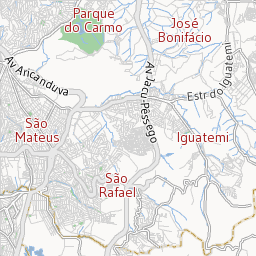 Parque
do Carmo
José
Bonifácio
Av Aricanduva
Av Jacu-Pêssego
Estr do Iguatemi
São
Mateus
Iguatemi
São
Rafael